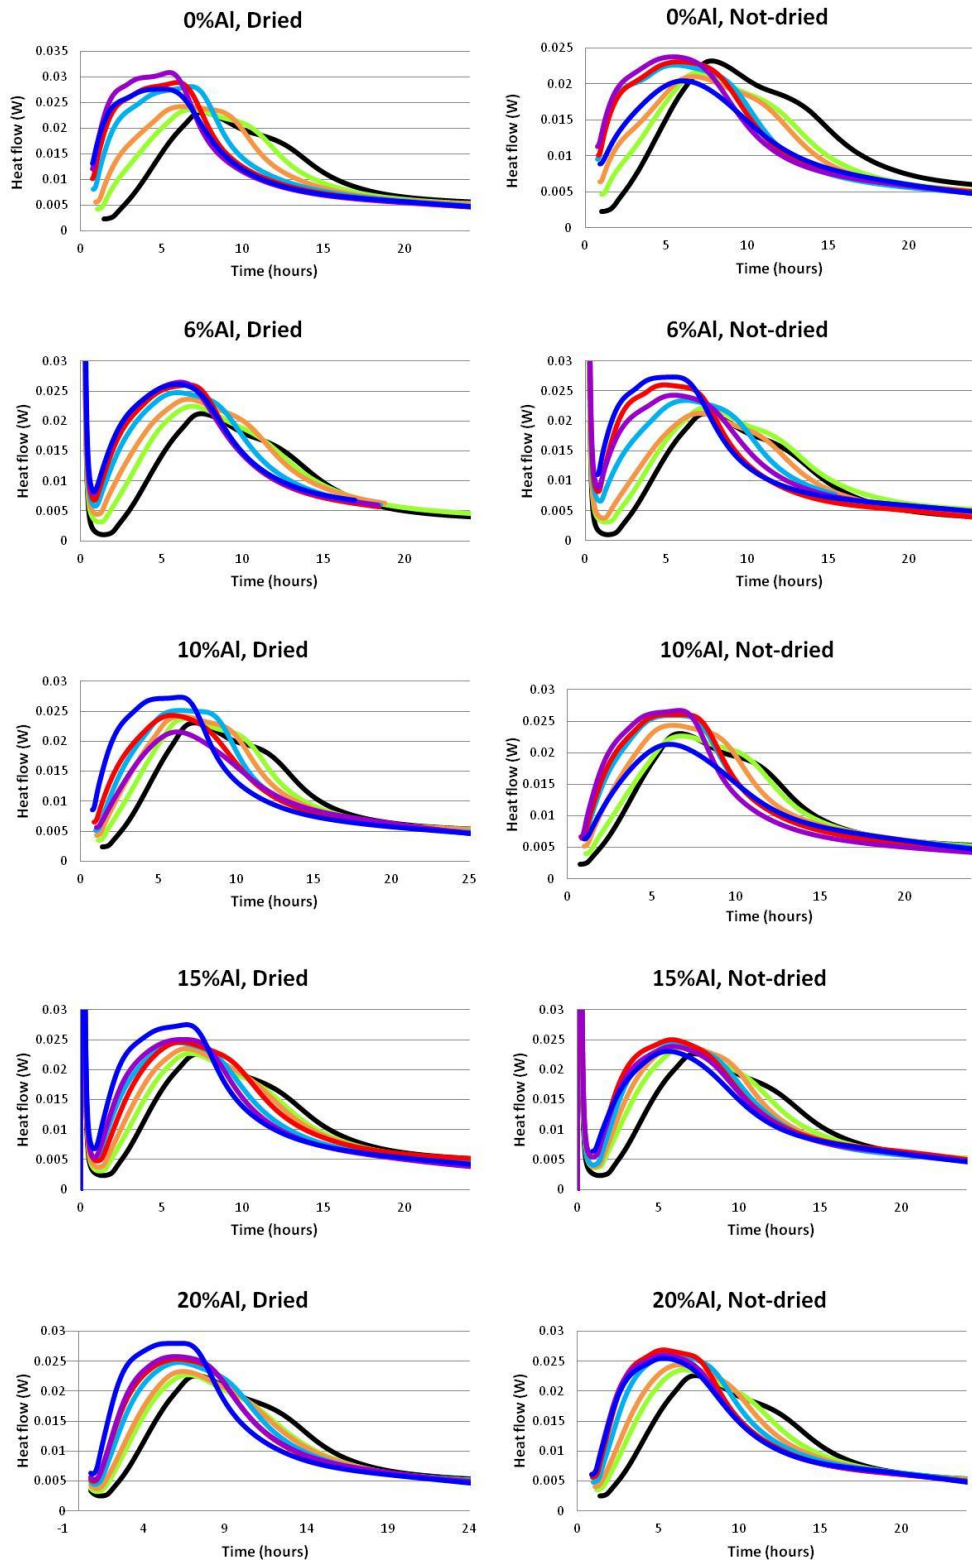 0%Al, Dried
0.035
0.03
0.025
0.02
0.015
0.01
0.005
0
Heat flow (W)
0 5 10 15 20
Time (hours)
0%Al, Not-dried
0.025
0.02
0.015
0.01
0.005
0
Heat flow (W)
0 5 10 15 20
Time (hours)
6%Al, Dried
0.03
0.025
0.02
0.015
0.01
0.005
0
Heat flow (W)
0 5 10 15 20
Time (hours)
6%Al, Not-dried
0.03
0.025
0.02
0.015
0.01
0.005
0
Heat flow (W)
0 5 10 15 20
Time (hours)
10%Al, Dried
0.03
0.025
0.02
0.015
0.01
0.005
0
Heat flow (W)
0 5 10 15 20 25
Time (hours)
10%Al, Not-dried
0.03
0.025
0.02
0.015
0.01
0.005
0
Heat flow (W)
0 5 10 15 20
Time (hours)
15%Al, Dried
0.03
0.025
0.02
0.015
0.01
0.005
0
Heat flow (W)
0 5 10 15 20
Time (hours)
15%Al, Not-dried
0.03
0.025
0.02
0.015
0.01
0.005
0
Heat flow (W)
0 5 10 15 20
Time (hours)
20%Al, Dried
0.03
0.025
0.02
0.015
0.01
0.005
0
Heat flow (W)
-1 4 9 14 19 24
Time (hours)
20%Al, Not-dried
0.03
0.025
0.02
0.015
0.01
0.005
0
Heat flow (W)
0 5 10 15 20
Time (hours)